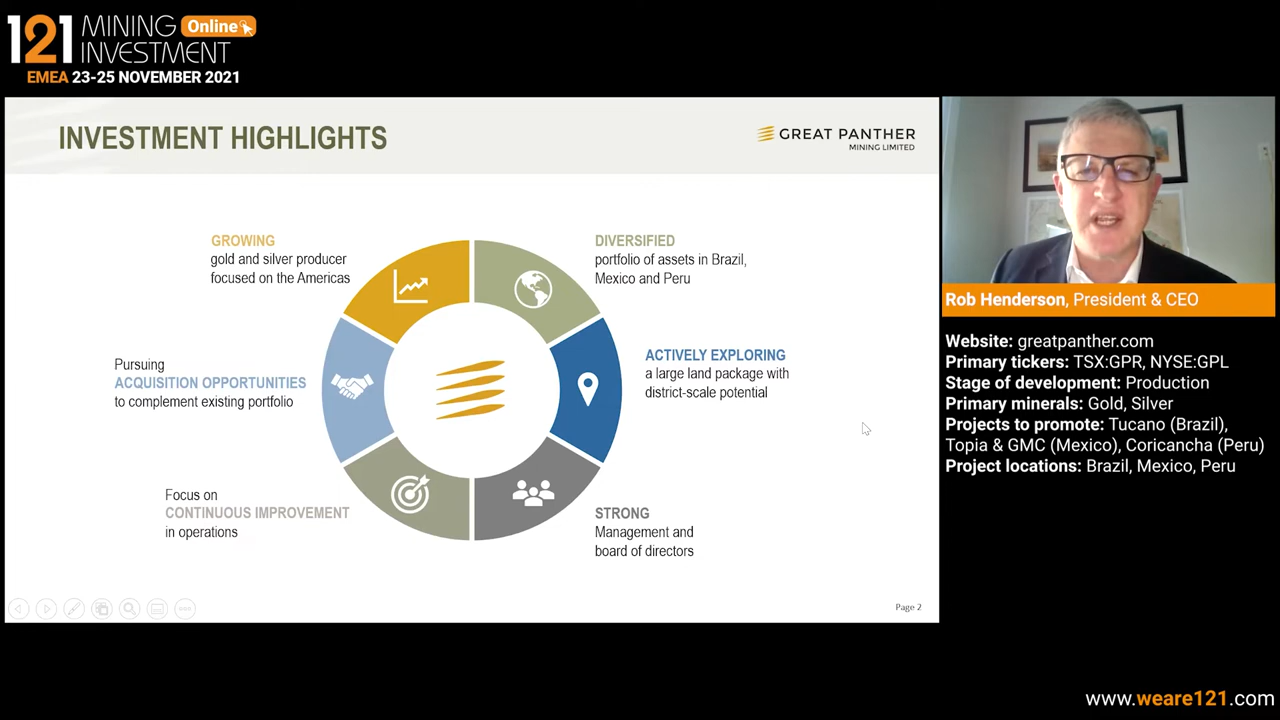 121 MINING Online
INVESTMENT
EMEA 23-25 NOVEMBER 2021
INVESTMENT HIGHLIGHTS
GREAT PANTHER
MINING LIMITED
GROWING
gold and silver producer
focused on the Americas
DIVERSIFIED
portfolio of assets in Brazil,
Mexico and Peru
Pursuing
ACQUISITION OPPORTUNITIES
to complement existing portfolio
ACTIVELY EXPLORING
a large land package with
district-scale potential
Focus on
CONTINUOUS IMPROVEMENT
in operations
STRONG
Management and
board of directors
Page 2
Rob Henderson, President & CEO
Website: greatpanther.com
Primary tickers: TSX:GPR, NYSE:GPL
Stage of development: Production
Primary minerals: Gold, Silver
Projects to promote: Tucano (Brazil),
Topia & GMC (Mexico), Coricancha (Peru)
Project locations: Brazil, Mexico, Peru
www.weare121.com